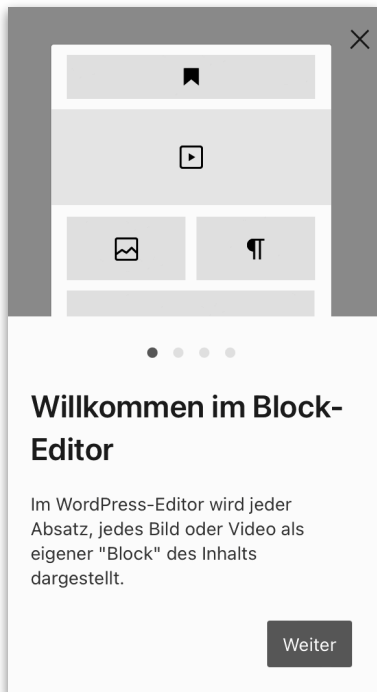 Willkommen im Block-
Editor
Im WordPress-Editor wird jeder
Absatz, jedes Bild oder Video als
eigener "Block" des Inhalts
dargestellt.
Weiter